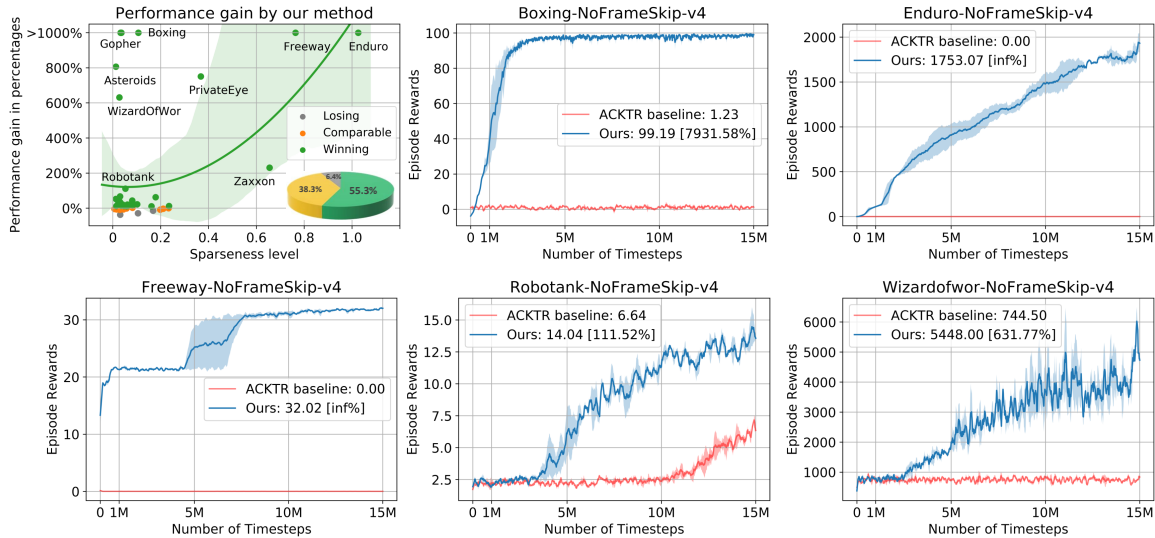 Performance gain by our method
Performance gain in percentages
>1000%
800%
600%
400%
200%
0%
Gopher
Boxing
Freeway
Enduro
Asteroids
PrivateEye
WizardOfWor
Losing
Comparable
Winning
Robotank
Zaxxon
6.4%
38.3%
55.3%
0
0.2
0.4
0.6
0.8
1.0
Sparseness level
Boxing-NoFrameSkip-v4
Episode Rewards
100
80
60
40
20
0
ACKTR baseline: 1.23
Ours: 99.19 [7931.58%]
0 1M 5M 10M 15M
Number of Timesteps
Enduro-NoFrameSkip-v4
Episode Rewards
2000
1500
1000
500
0
ACKTR baseline: 0.00
Ours: 1753.07 [inf%]
0 1M 5M 10M 15M
Number of Timesteps
Freeway-NoFrameSkip-v4
Episode Rewards
30
20
10
0
ACKTR baseline: 0.00
Ours: 32.02 [inf%]
0 1M 5M 10M 15M
Number of Timesteps
Robotank-NoFrameSkip-v4
Episode Rewards
15.0
12.5
10.0
7.5
5.0
2.5
ACKTR baseline: 6.64
Ours: 14.04 [111.52%]
0 1M 5M 10M 15M
Number of Timesteps
Wizardofwor-NoFrameSkip-v4
Episode Rewards
6000
5000
4000
3000
2000
1000
ACKTR baseline: 744.50
Ours: 5448.00 [631.77%]
0 1M 5M 10M 15M
Number of Timesteps